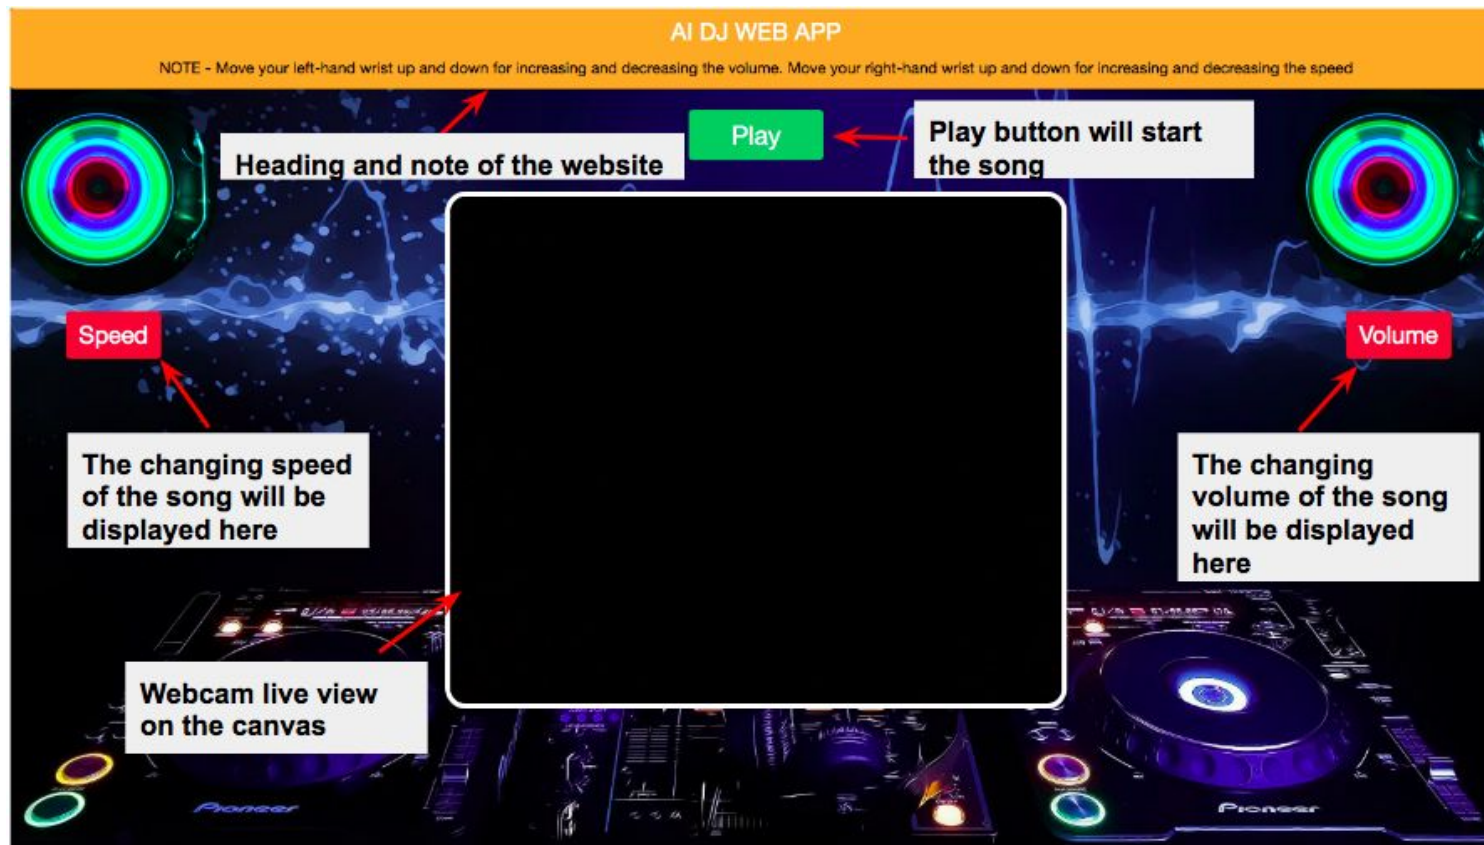 AI DJ WEB APP
NOTE - Move your left-hand wrist up and down for increasing and decreasing the volume. Move your right-hand wrist up and down for increasing and decreasing the speed
Heading and note of the website
Play
Play button will start
the song
Speed
Volume
The changing speed
of the song will be
displayed here
The changing
volume of the song
will be displayed
here
Webcam live view
on the canvas
Pioneer
Pioneer